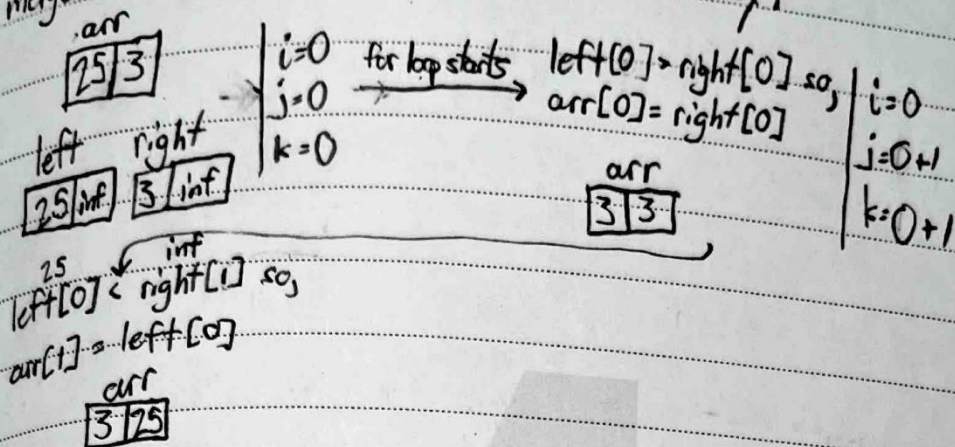 arr
25 3
i=0
j=0
k=0
for loop starts
left[0] > right[0] so,
arr[0] = right[0]
i=0
j=0+1
k=0+1
left right
25 inf 3 inf
arr
3 3
25 inf
left[0] < right[1] so,
arr[1] = left[0]
arr
3 25